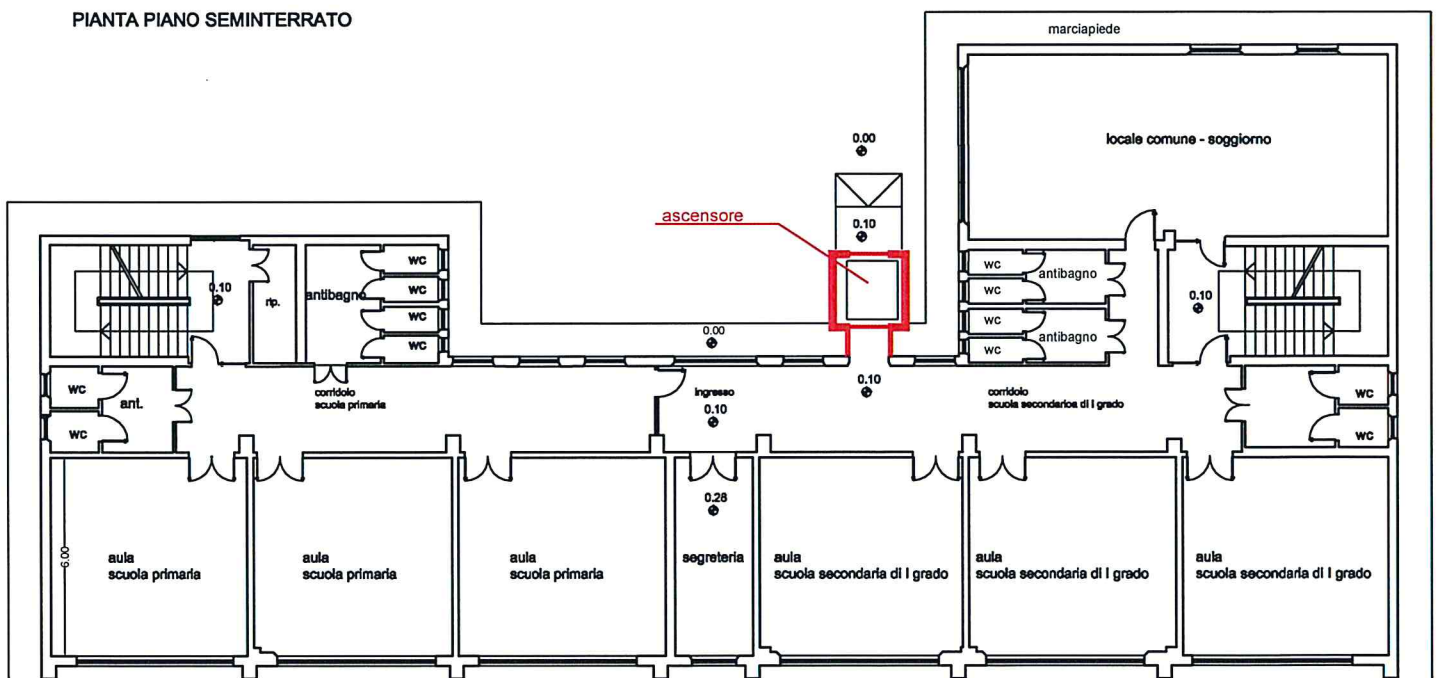 PIANTA PIANO SEMINTERRATO
marciapiede
0.00
locale comune - soggiorno
ascensore
0.10
WC
WC
WC
WC
antibagno
rip.
0.10
WC
WC
WC
WC
antibagno
antibagno
0.10
0.00
WC
WC
ant.
corridoio
scuola primaria
ingresso
0.10
0.10
corridoio
scuola secondarioa di I grado
WC
WC
0.28
6.00
aula
scuola primaria
aula
scuola primaria
aula
scuola primaria
segreteria
aula
scuola secondaria di I grado
aula
scuola secondaria di I grado
aula
scuola secondaria di I grado